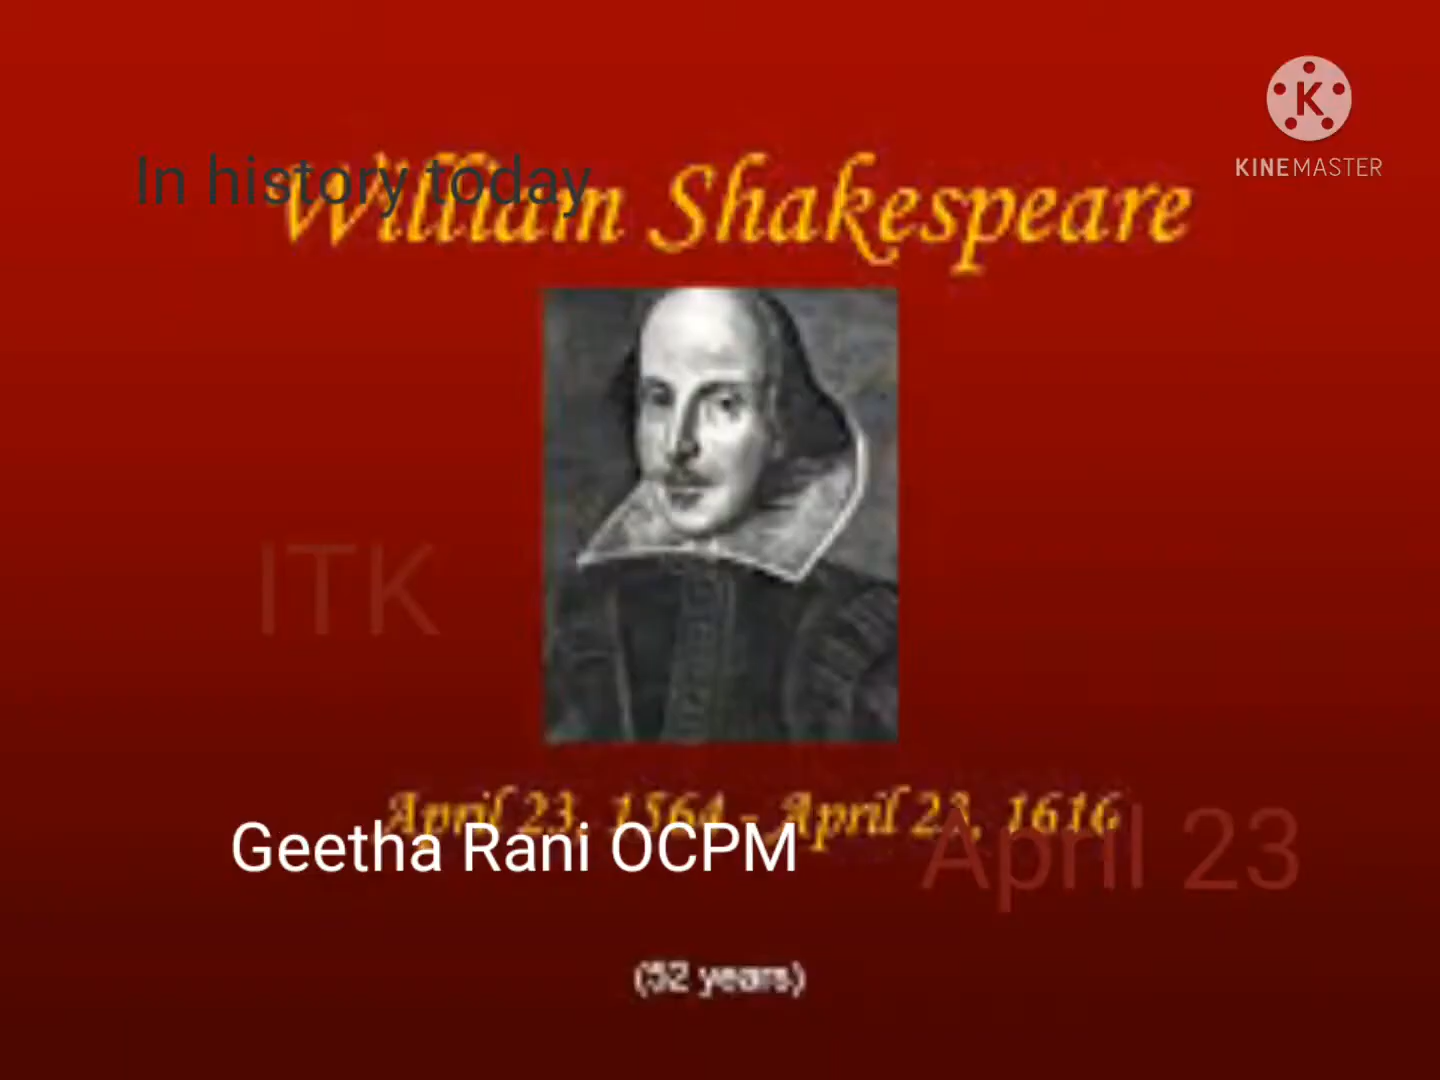 In history today
William Shakespeare
KINEMASTER
ITK
April 23, 1564 - April 23, 1616
Geetha Rani OCPM
April 23
(52 years)